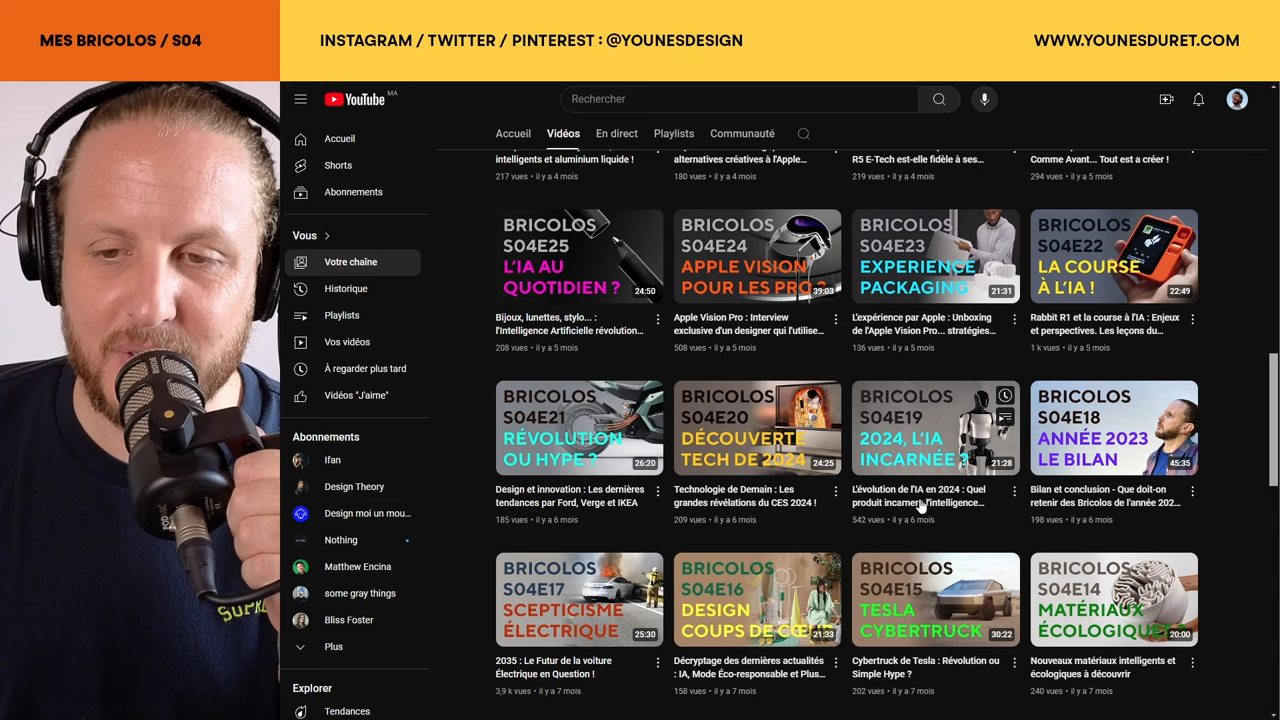 MES BRICOLOS / S04
INSTAGRAM / TWITTER / PINTEREST : @YOUNESDESIGN
WWW.YOUNESDURET.COM
YouTube MA
Rechercher
Accueil
Shorts
Abonnements
Vous
Votre chaîne
Historique
Playlists
Vos vidéos
À regarder plus tard
Vidéos "J'aime"
Abonnements
Ifan
Design Theory
Design moi un mou...
Nothing
Matthew Encina
some gray things
Bliss Foster
Plus
Explorer
Tendances
Accueil
Vidéos
En direct
Playlists
Communauté
intelligents et aluminium liquide !
217 vues • il y a 4 mois
alternatives créatives à l'Apple...
180 vues • il y a 4 mois
R5 E-Tech est-elle fidèle à ses...
219 vues • il y a 4 mois
Comme Avant... Tout est a créer !
294 vues • il y a 5 mois
BRICOLOS
S04E25
L'IA AU
QUOTIDIEN ?
24:50
Bijoux, lunettes, stylo... :
l'Intelligence Artificielle révolution...
208 vues • il y a 5 mois
BRICOLOS
S04E24
APPLE VISION
POUR LES PRO ?
39:03
Apple Vision Pro : Interview
exclusive d'un designer qui l'utilise...
508 vues • il y a 5 mois
BRICOLOS
S04E23
EXPERIENCE
PACKAGING
21:31
L'expérience par Apple : Unboxing
de l'Apple Vision Pro... stratégies...
136 vues • il y a 5 mois
BRICOLOS
S04E22
LA COURSE
À L'IA !
22:49
Rabbit R1 et la course à l'IA : Enjeux
et perspectives. Les leçons du...
1 k vues • il y a 5 mois
BRICOLOS
S04E21
RÉVOLUTION
OU HYPE ?
26:20
Design et innovation : Les dernières
tendances par Ford, Verge et IKEA
185 vues • il y a 6 mois
BRICOLOS
S04E20
DÉCOUVERTE
TECH DE 2024
24:25
Technologie de Demain : Les
grandes révélations du CES 2024 !
209 vues • il y a 6 mois
BRICOLOS
S04E19
2024, L'IA
INCARNÉE ?
21:28
L'évolution de l'IA en 2024 : Quel
produit incarnera l'intelligence...
542 vues • il y a 6 mois
BRICOLOS
S04E18
ANNÉE 2023
LE BILAN
45:35
Bilan et conclusion - Que doit-on
retenir des Bricolos de l'année 202...
198 vues • il y a 6 mois
BRICOLOS
S04E17
SCEPTICISME
ÉLECTRIQUE
25:30
2035 : Le Futur de la voiture
Électrique en Question !
3,9 k vues • il y a 7 mois
BRICOLOS
S04E16
DESIGN
COUPS DE CŒUR
21:33
Décryptage des dernières actualités
: IA, Mode Éco-responsable et Plus...
158 vues • il y a 7 mois
BRICOLOS
S04E15
TESLA
CYBERTRUCK
30:22
Cybertruck de Tesla : Révolution ou
Simple Hype ?
202 vues • il y a 7 mois
BRICOLOS
S04E14
MATÉRIAUX
ÉCOLOGIQUES ?
20:00
Nouveaux matériaux intelligents et
écologiques à découvrir
240 vues • il y a 7 mois